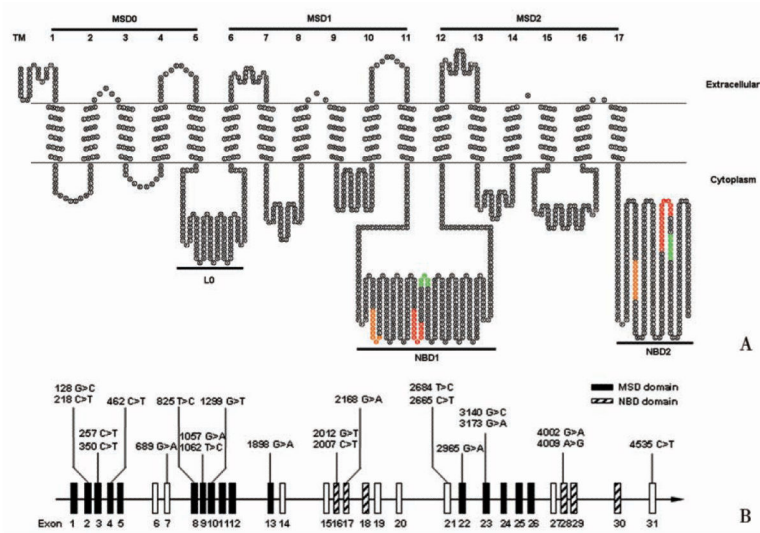 MSD0 MSD1 MSD2
TM 1 2 3 4 5 6 7 8 9 10 11 12 13 14 15 16 17
Extracellular
Cytoplasm
L0
NBD1
NBD2
A
128 G>C
218 C>T
462 C>T
825 T>C
1299 G>T
2168 G>A
2684 T>C
2665 C>T
MSD domain
NBD domain
257 C>T
350 C>T
689 G>A
1057 G>A
1062 T>C
1898 G>A
2012 G>T
2007 C>T
2965 G>A
3140 G>C
3173 G>A
4002 G>A
4009 A>G
4535 C>T
B
Exon 1 2 3 4 5 6 7 8 9 10 11 12 13 14 15 16 17 18 19 20 21 22 23 24 25 26 27 28 29 30 31